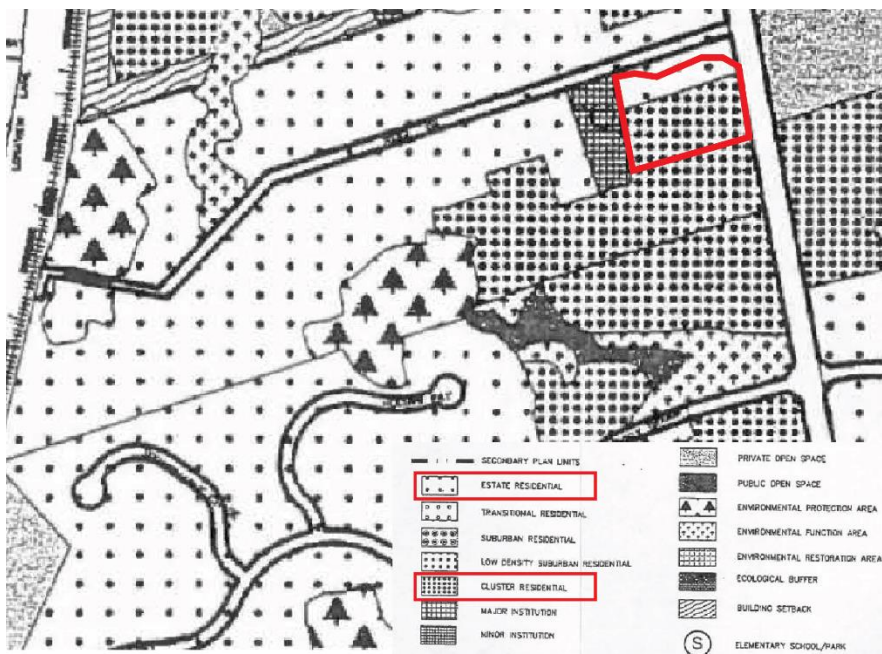 SECONDARY PLAN LIMITS
ESTATE RESIDENTIAL
TRANSITIONAL RESIDENTIAL
SUBURBAN RESIDENTIAL
LOW DENSITY SUBURBAN RESIDENTIAL
CLUSTER RESIDENTIAL
MAJOR INSTITUTION
MINOR INSTITUTION
PRIVATE OPEN SPACE
PUBLIC OPEN SPACE
ENVIRONMENTAL PROTECTION AREA
ENVIRONMENTAL FUNCTION AREA
ENVIRONMENTAL RESTORATION AREA
ECOLOGICAL BUFFER
BUILDING SETBACK
S
ELEMENTARY SCHOOL/PARK